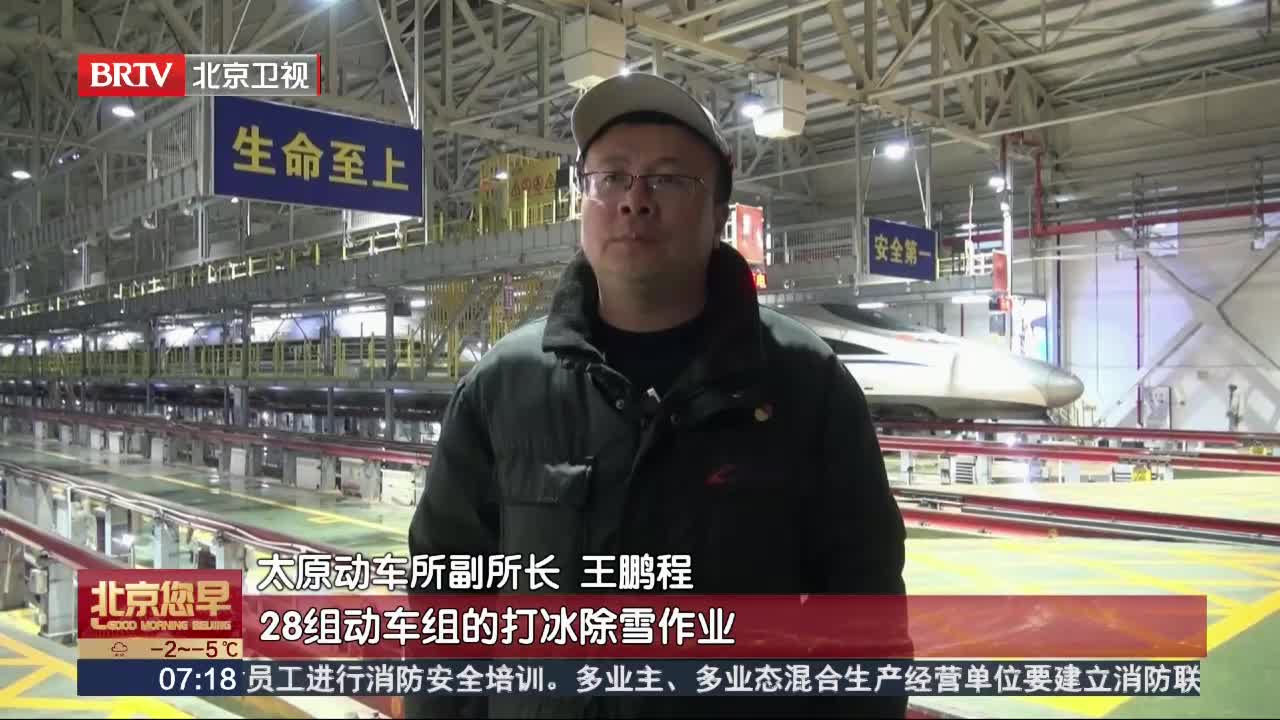 BRTV 北京卫视
生命至上
安全第一
太原动车所副所长 王鹏程
28组动车组的打冰除雪作业
北京您早
GOOD MORNING BEIJING
-2~-5℃
07:18 员工进行消防安全培训。多业主、多业态混合生产经营单位要建立消防联